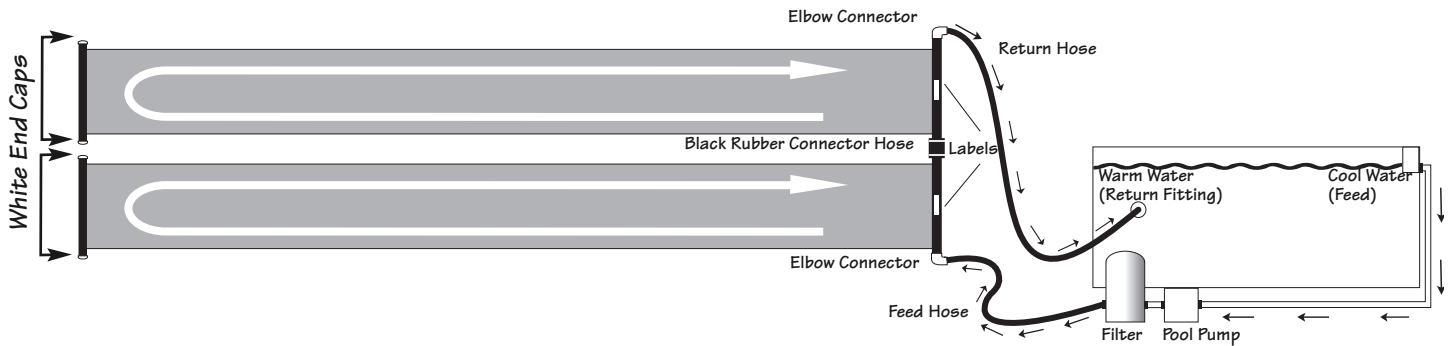 Elbow Connector
Return Hose
White End Caps
Black Rubber Connector Hose
Labels
Warm Water
(Return Fitting)
Cool Water
(Feed)
Elbow Connector
Feed Hose
Filter
Pool Pump